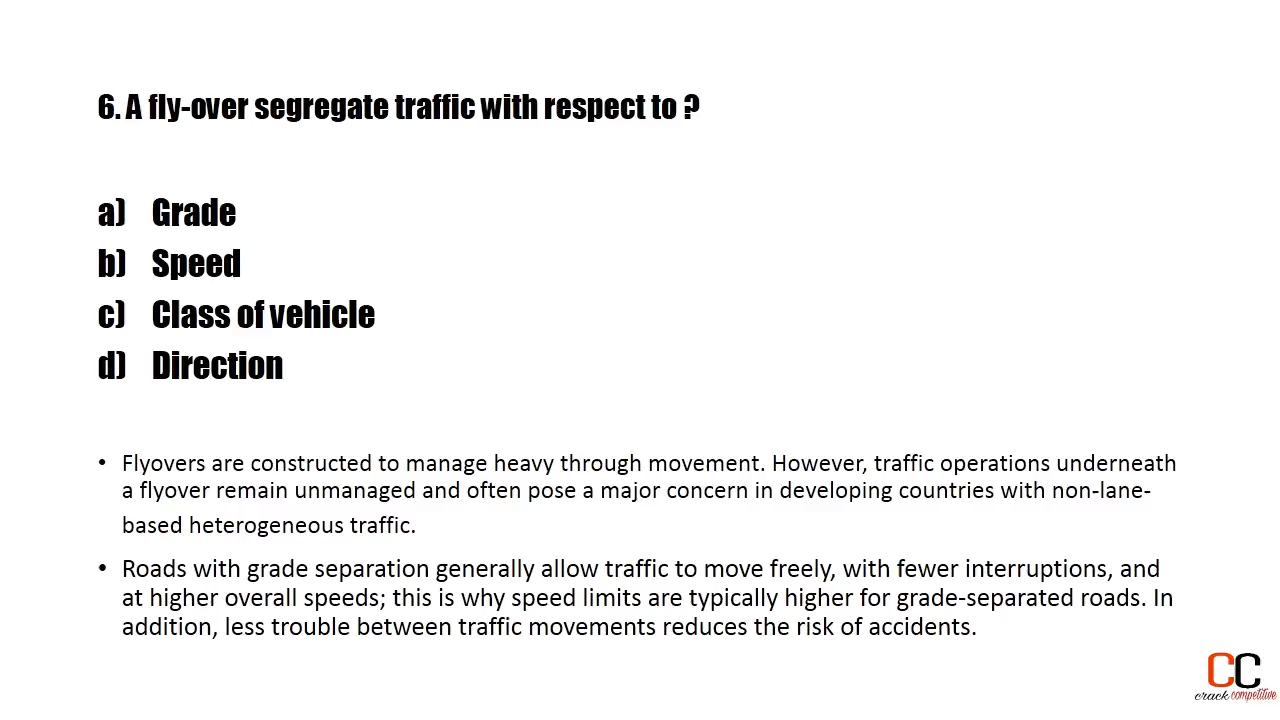 6. A fly-over segregate traffic with respect to ?
a) Grade
b) Speed
c) Class of vehicle
d) Direction
• Flyovers are constructed to manage heavy through movement. However, traffic operations underneath
a flyover remain unmanaged and often pose a major concern in developing countries with non-lane-
based heterogeneous traffic.
• Roads with grade separation generally allow traffic to move freely, with fewer interruptions, and
at higher overall speeds; this is why speed limits are typically higher for grade-separated roads. In
addition, less trouble between traffic movements reduces the risk of accidents.
CC
crack competitive